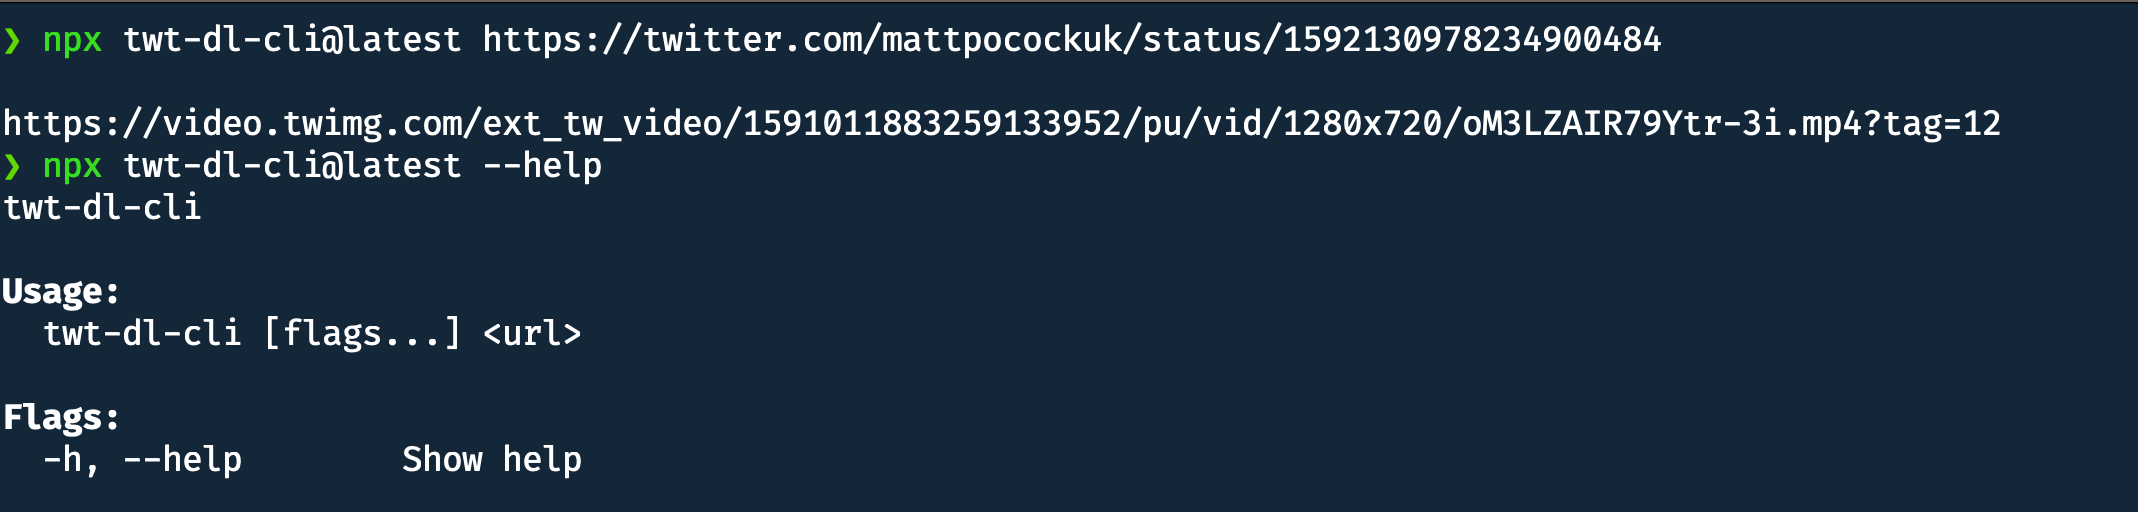 ❯ npx twt-dl-cli@latest https://twitter.com/mattpocockuk/status/1592130978234900484
https://video.twimg.com/ext_tw_video/1591011883259133952/pu/vid/1280x720/oM3LZAIR79Ytr-3i.mp4?tag=12
❯ npx twt-dl-cli@latest --help
twt-dl-cli
Usage:
twt-dl-cli [flags...] <url>
Flags:
-h, --help Show help